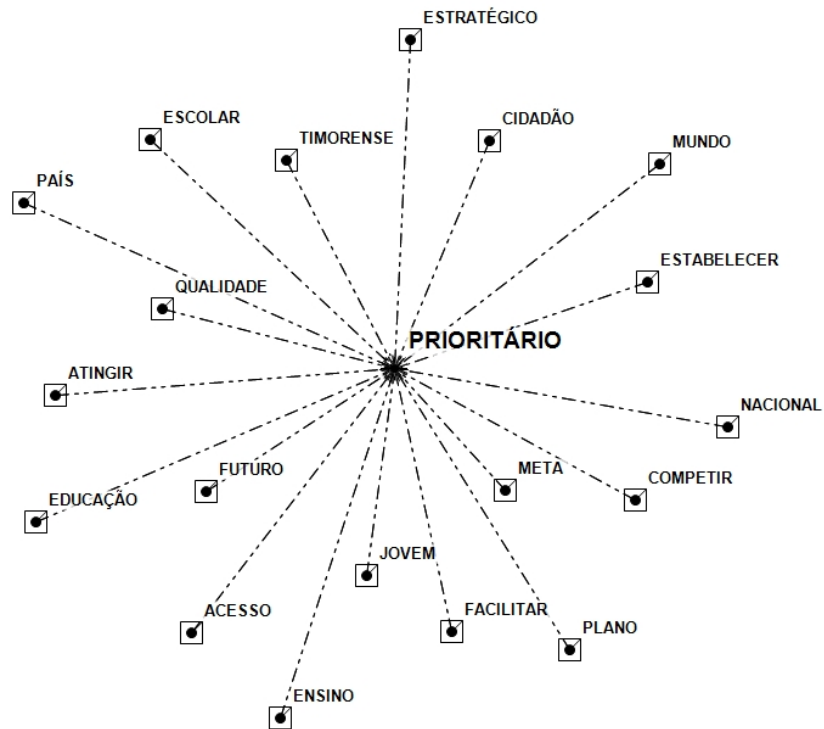 ESTRATÉGICO
ESCOLAR
TIMORENSE
CIDADÃO
MUNDO
PAÍS
ESTABELECER
QUALIDADE
PRIORITÁRIO
ATINGIR
NACIONAL
FUTURO
META
COMPETIR
EDUCAÇÃO
JOVEM
ACESSO
FACILITAR
PLANO
ENSINO